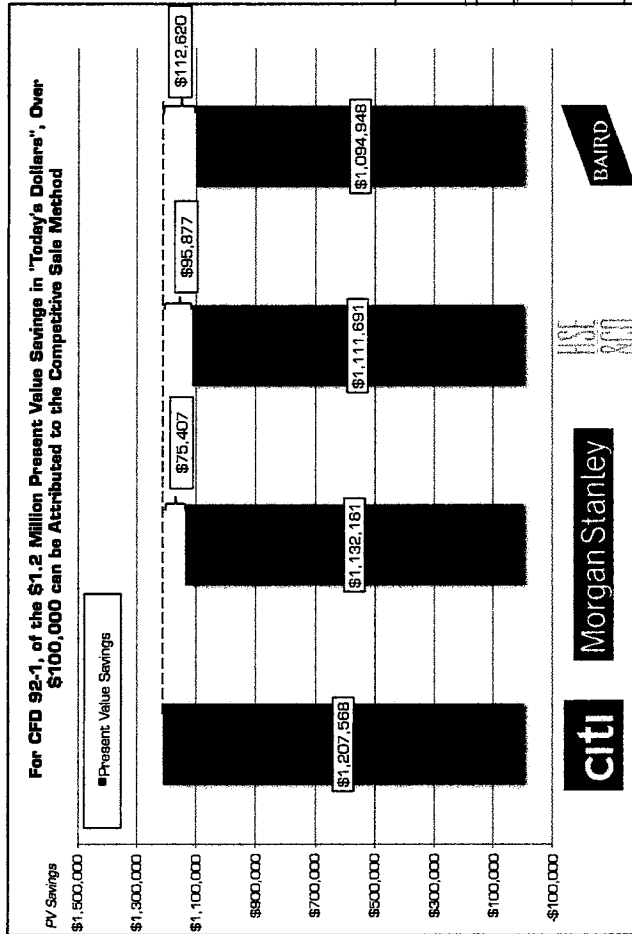 For CFD 92-1, of the $1.2 Million Present Value Savings in "Today's Dollars", Over
$100,000 can be Attributed to the Competitive Sale Method
PV Savings
$1,500,000
$1,300,000
$1,100,000
$900,000
$700,000
$500,000
$300,000
$100,000
-$100,000
Present Value Savings
$75,407
$95,877
$112,620
$1,207,568
$1,132,161
$1,111,691
$1,094,948
citi
Morgan Stanley
HSE
&CO
BAIRD